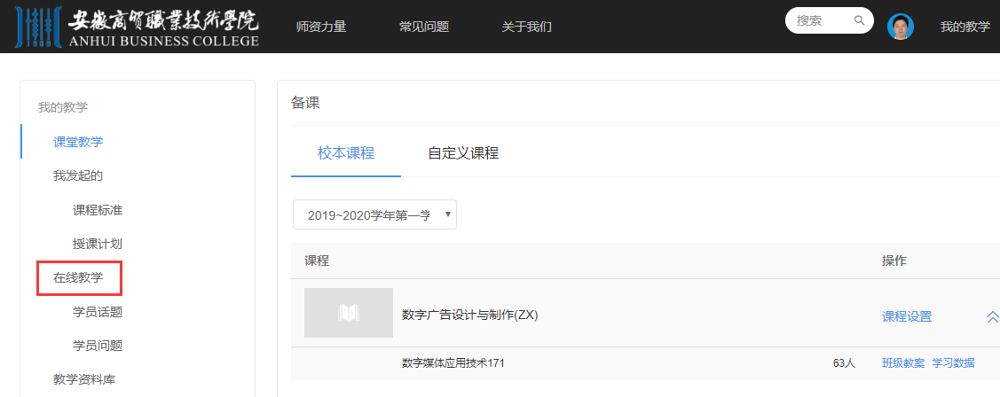 安徽商贸職業技術學院
ANHUI BUSINESS COLLEGE
师资力量 常见问题 关于我们 搜索 我的教学
我的教学
课堂教学
我发起的
课程标准
授课计划
在线教学
学员话题
学员问题
教学资料库
备课
校本课程 自定义课程
2019~2020学年第一学
课程 操作
数字广告设计与制作(ZX) 课程设置
数字媒体应用技术171 63人 班级教案 学习数据